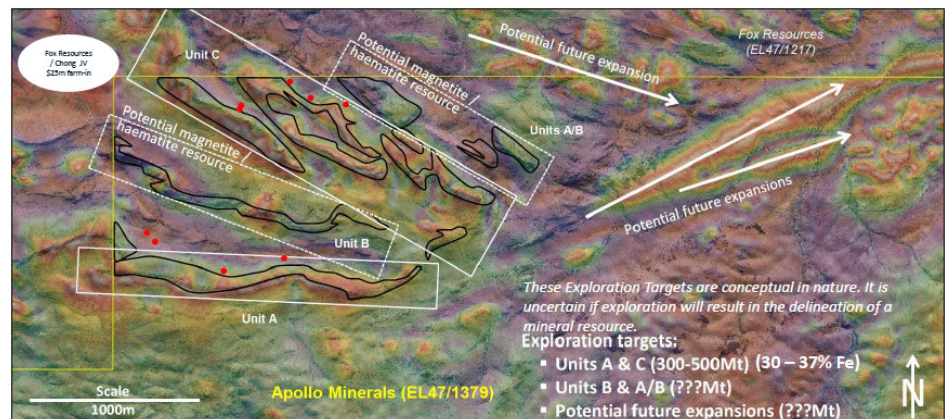 Fox Resources
/ Chong JV
$25m farm-in
Unit C
Potential magnetite /
haematite resource
Potential future expansion
Fox Resources
(EL47/1217)
Potential magnetite /
haematite resource
Units A/B
Potential future expansions
Unit B
Unit A
These Exploration Targets are conceptual in nature. It is
uncertain if exploration will result in the delineation of a
mineral resource.
Exploration targets:
▪ Units A & C (300-500Mt) (30 – 37% Fe)
▪ Units B & A/B (???Mt)
▪ Potential future expansions (???Mt)
Scale
1000m
Apollo Minerals (EL47/1379)
N